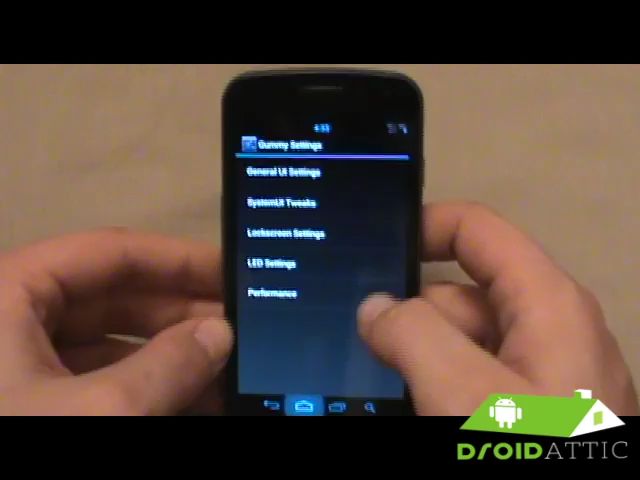 Gummy Settings
General UI Settings
SystemUI Tweaks
Lockscreen Settings
LED Settings
Performance
DROIDATTIC